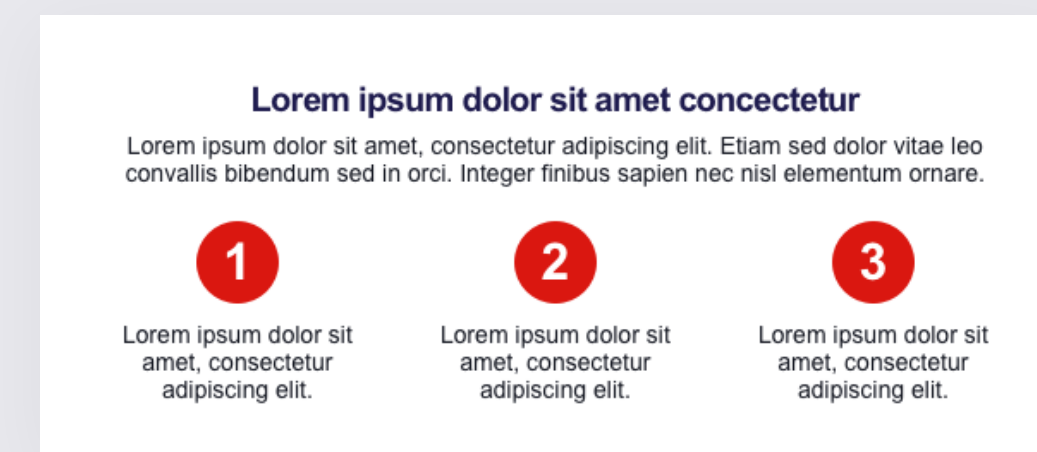 Lorem ipsum dolor sit amet concectetur
Lorem ipsum dolor sit amet, consectetur adipiscing elit. Etiam sed dolor vitae leo
convallis bibendum sed in orci. Integer finibus sapien nec nisl elementum ornare.
1
Lorem ipsum dolor sit
amet, consectetur
adipiscing elit.
2
Lorem ipsum dolor sit
amet, consectetur
adipiscing elit.
3
Lorem ipsum dolor sit
amet, consectetur
adipiscing elit.